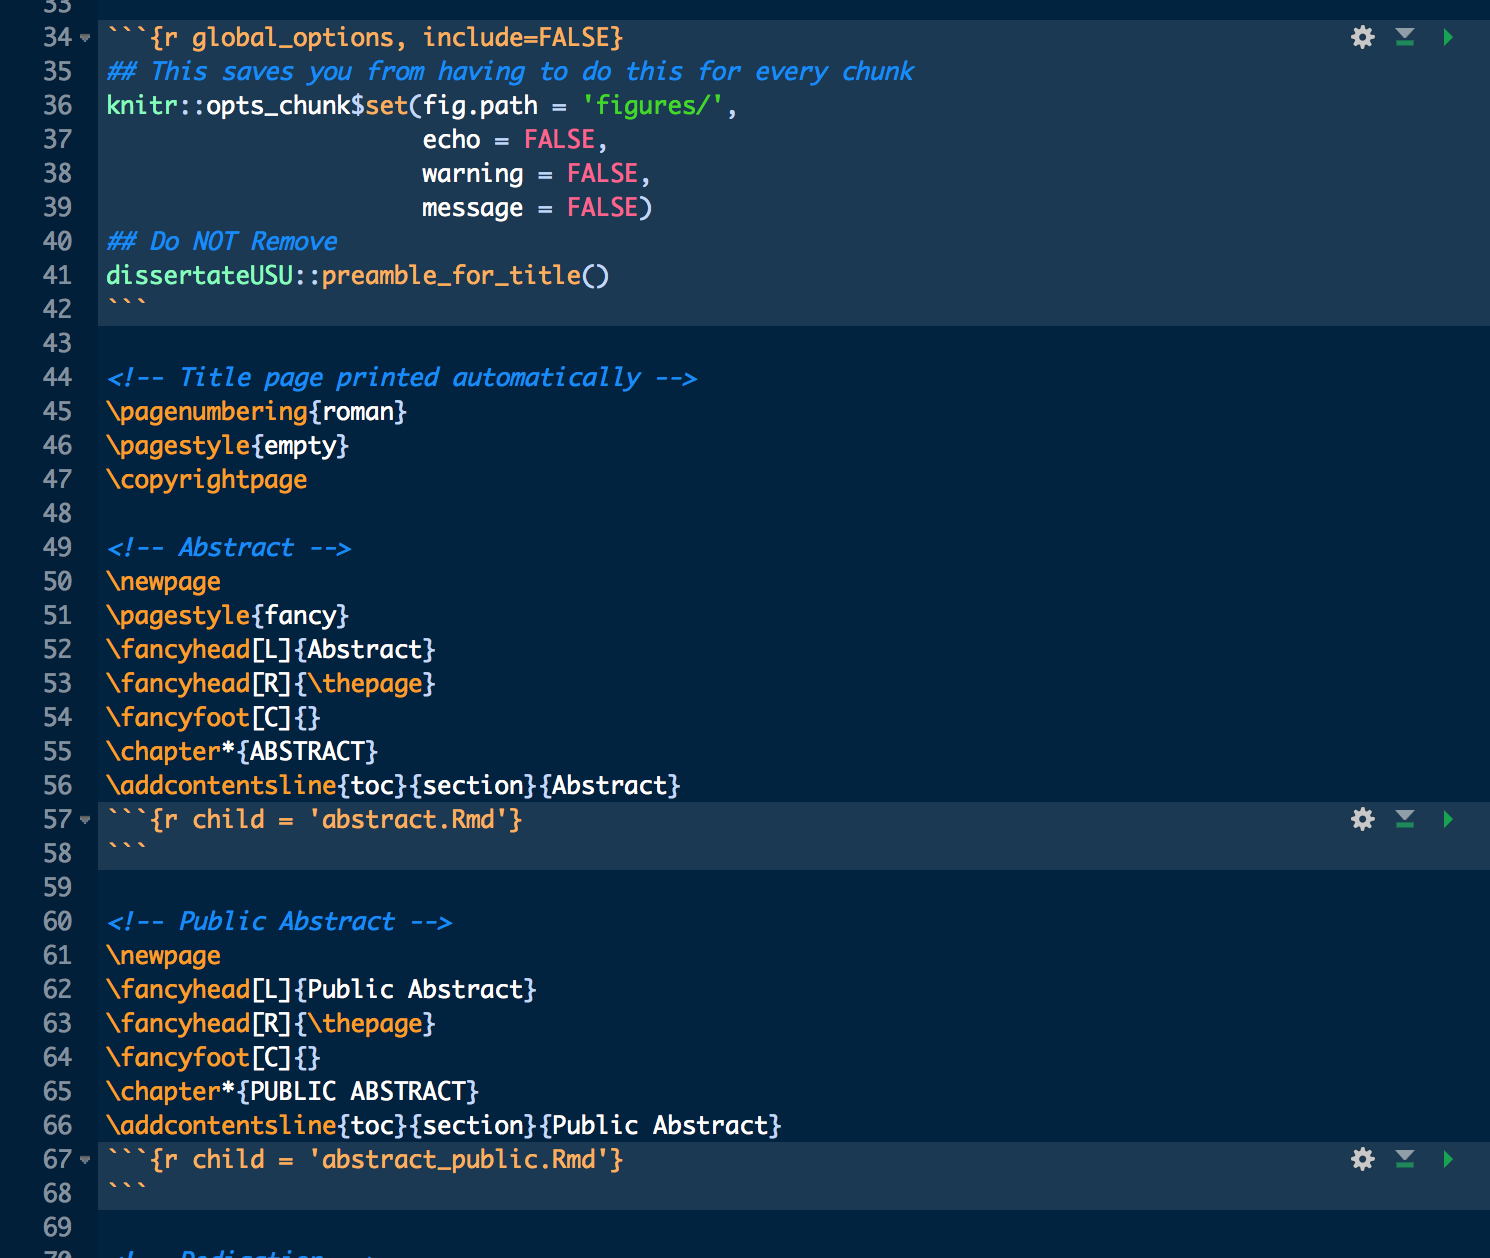 33
34 ```{r global_options, include=FALSE}
35 ## This saves you from having to do this for every chunk
36 knitr::opts_chunk$set(fig.path = 'figures/',
37                       echo = FALSE,
38                       warning = FALSE,
39                       message = FALSE)
40 ## Do NOT Remove
41 dissertateUSU::preamble_for_title()
42 ```
43
44 <!-- Title page printed automatically -->
45 \pagenumbering{roman}
46 \pagestyle{empty}
47 \copyrightpage
48
49 <!-- Abstract -->
50 \newpage
51 \pagestyle{fancy}
52 \fancyhead[L]{Abstract}
53 \fancyhead[R]{\thepage}
54 \fancyfoot[C]{}
55 \chapter*{ABSTRACT}
56 \addcontentsline{toc}{section}{Abstract}
57 ```{r child = 'abstract.Rmd'}
58 ```
59
60 <!-- Public Abstract -->
61 \newpage
62 \fancyhead[L]{Public Abstract}
63 \fancyhead[R]{\thepage}
64 \fancyfoot[C]{}
65 \chapter*{PUBLIC ABSTRACT}
66 \addcontentsline{toc}{section}{Public Abstract}
67 ```{r child = 'abstract_public.Rmd'}
68 ```
69
70 <!-- Dedication -->